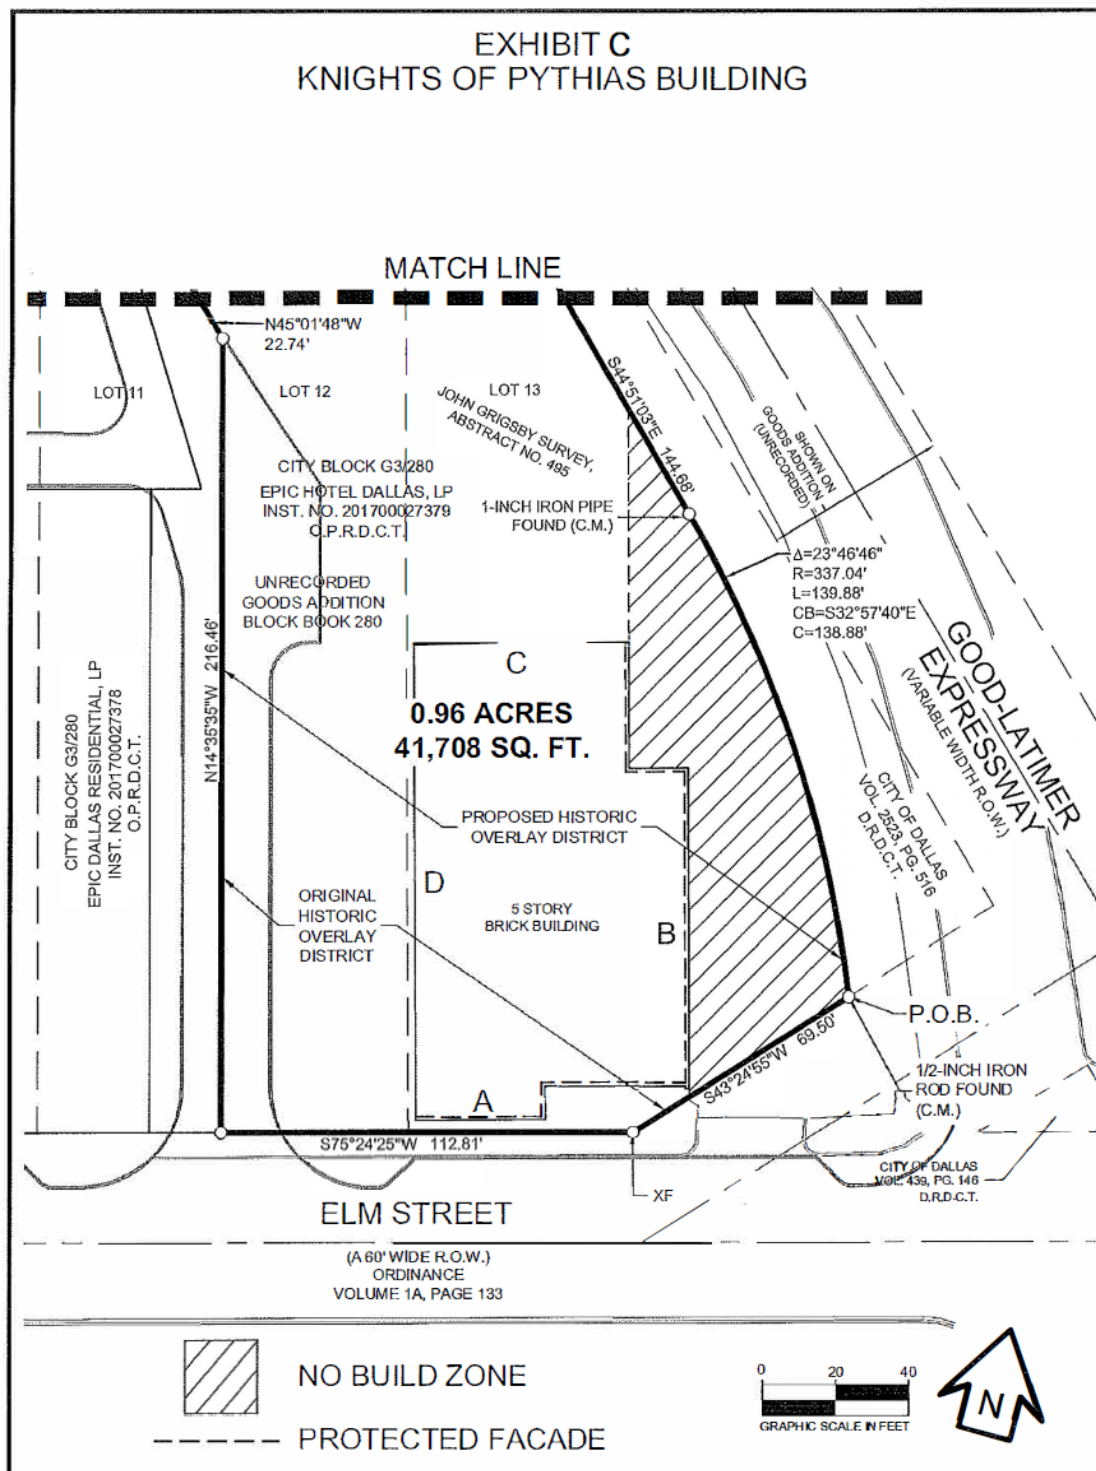 EXHIBIT C
KNIGHTS OF PYTHIAS BUILDING
MATCH LINE
N45°01'48"W
22.74'
LOT 11
LOT 12
LOT 13
JOHN GRIGSBY SURVEY,
ABSTRACT NO. 495
S44°51'03"E 144.68'
SHOWN ON
GOODS ADDITION
(UNRECORDED)
CITY BLOCK G3/280
EPIC HOTEL DALLAS, LP
INST. NO. 201700027379
O.P.R.D.C.T.
1-INCH IRON PIPE
FOUND (C.M.)
Δ=23°46'46"
R=337.04'
L=139.88'
CB=S32°57'40"E
C=138.88'
UNRECORDED
GOODS ADDITION
BLOCK BOOK 280
GOOD-LATIMER
EXPRESSWAY
(VARIABLE WIDTH R.O.W.)
N14°35'35"W 216.46'
CITY BLOCK G3/280
EPIC DALLAS RESIDENTIAL, LP
INST. NO. 201700027378
O.P.R.D.C.T.
C
0.96 ACRES
41,708 SQ. FT.
CITY OF DALLAS
VOL. 2523, PG. 516
D.R.D.C.T.
PROPOSED HISTORIC
OVERLAY DISTRICT
D
ORIGINAL
HISTORIC
OVERLAY
DISTRICT
5 STORY
BRICK BUILDING
B
P.O.B.
S43°24'55"W 69.50'
1/2-INCH IRON
ROD FOUND
(C.M.)
A
S75°24'25"W 112.81'
CITY OF DALLAS
VOL. 439, PG. 146
D.R.D.C.T.
XF
ELM STREET
(A 60' WIDE R.O.W.)
ORDINANCE
VOLUME 1A, PAGE 133
NO BUILD ZONE
PROTECTED FACADE
0 20 40
GRAPHIC SCALE IN FEET
N